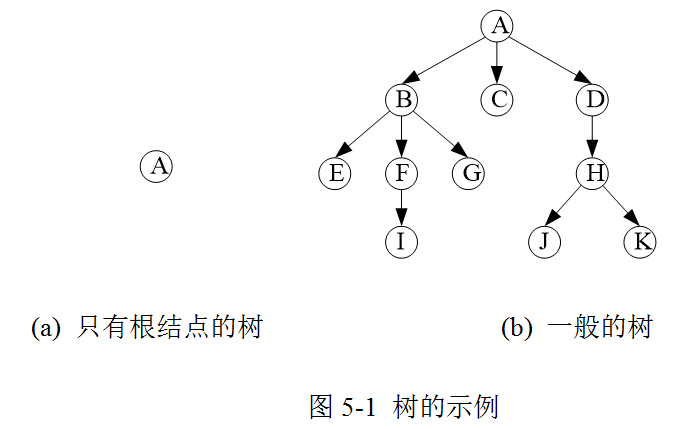 A
B C D
A E F G H
I J K
(a) 只有根结点的树 (b) 一般的树
图 5-1 树的示例